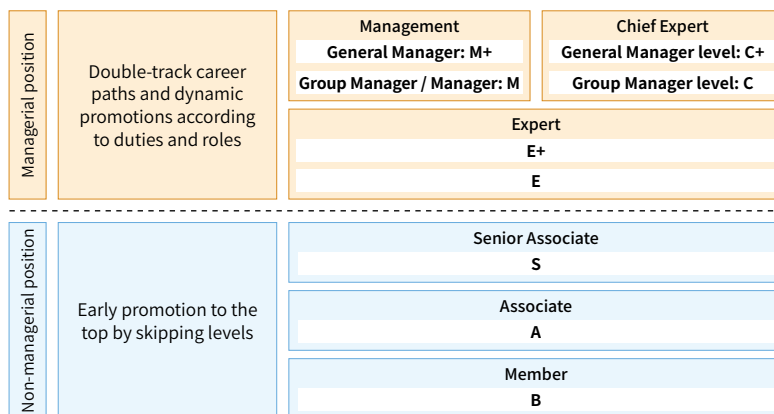 Managerial position
Double-track career
paths and dynamic
promotions according
to duties and roles
Management
General Manager: M+
Group Manager / Manager: M
Chief Expert
General Manager level: C+
Group Manager level: C
Expert
E+
E
Non-managerial position
Early promotion to the
top by skipping levels
Senior Associate
S
Associate
A
Member
B